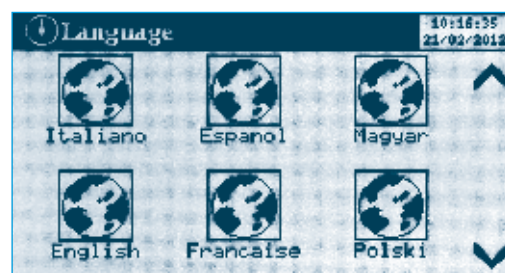 Language
10:16:35
21/02/2012
Italiano Espanol Magyar
English Francaise Polski